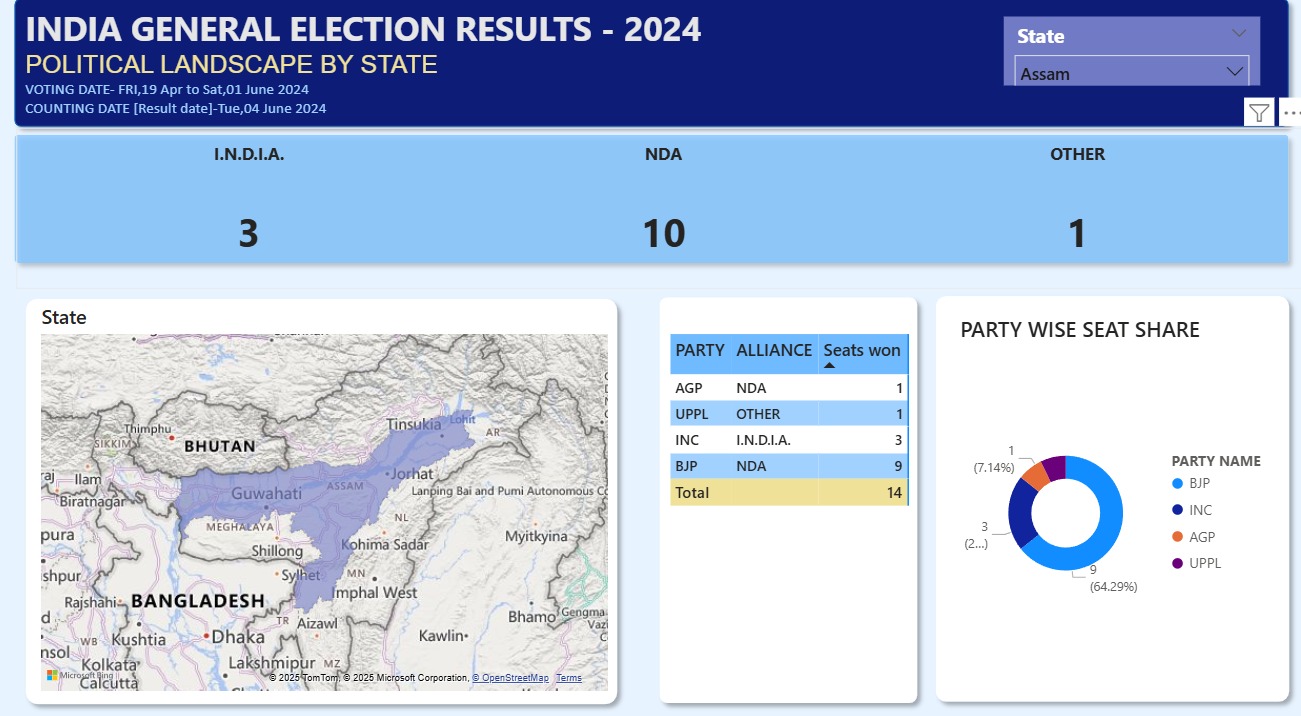 INDIA GENERAL ELECTION RESULTS - 2024
POLITICAL LANDSCAPE BY STATE
VOTING DATE- FRI,19 Apr to Sat,01 June 2024
COUNTING DATE [Result date]-Tue,04 June 2024
State
Assam
I.N.D.I.A.
NDA
OTHER
3
10
1
State
Thimphu
BHUTAN
SIKKIM
Ilam
Biratnagar
Tinsukia
Lohit
AR
Jorhat
ASSAM
Guwahati
Lanping Bai and Pumi Autonomous Co
MEGHALAYA
NL
Shillong
Kohima Sadar
Myitkyina
pura
shpur
Sylhet
MN
Imphal West
Rajshahi
BANGLADESH
TR
Aizawl
Bhamo
Gengma
Vaz
WB
Kushtia
Dhaka
Kawlin
nsol
Kolkata
Calcutta
Lakshmipur
MZ
Microsoft Bing
© 2025 TomTom, © 2025 Microsoft Corporation, © OpenStreetMap Terms
PARTY ALLIANCE Seats won
AGP NDA 1
UPPL OTHER 1
INC I.N.D.I.A. 3
BJP NDA 9
Total 14
PARTY WISE SEAT SHARE
1
(7.14%)
3
(2...)
9
(64.29%)
PARTY NAME
BJP
INC
AGP
UPPL